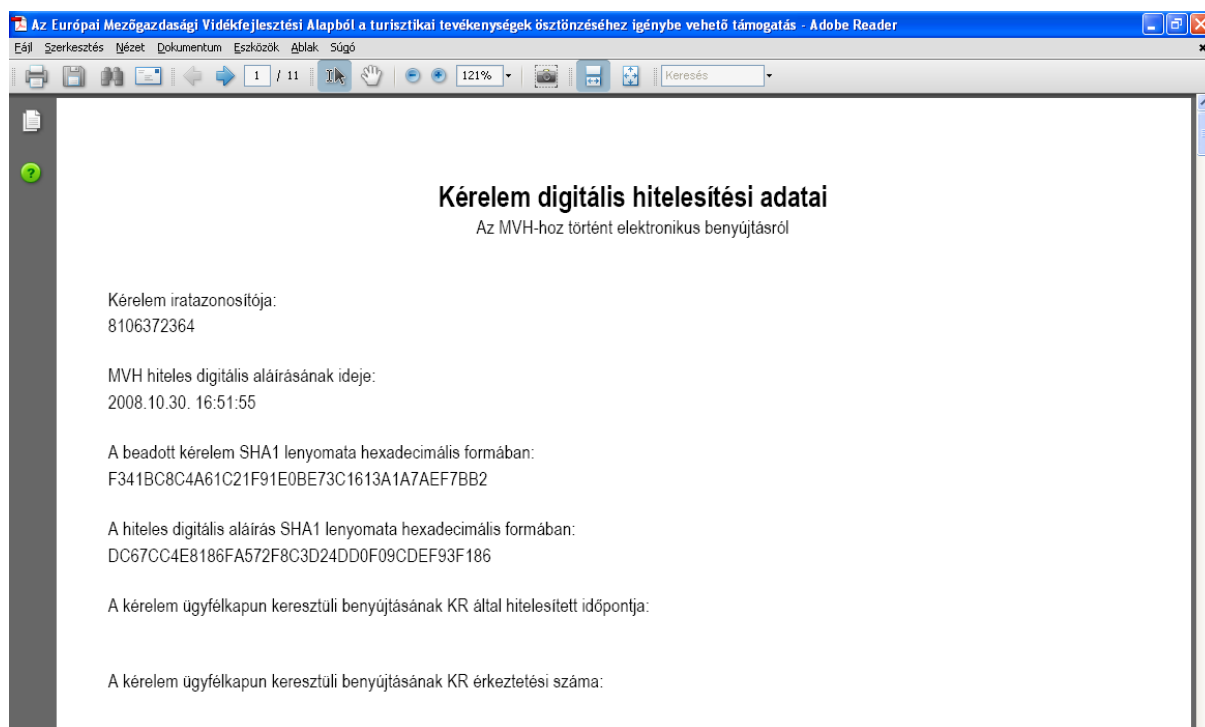 Az Európai Mezőgazdasági Vidékfejlesztési Alapból a turisztikai tevékenységek ösztönzéséhez igénybe vehető támogatás - Adobe Reader
Fájl Szerkesztés Nézet Dokumentum Eszközök Ablak Súgó
1 / 11 121% Keresés
Kérelem digitális hitelesítési adatai
Az MVH-hoz történt elektronikus benyújtásról
Kérelem iratazonosítója:
8106372364
MVH hiteles digitális aláírásának ideje:
2008.10.30. 16:51:55
A beadott kérelem SHA1 lenyomata hexadecimális formában:
F341BC8C4A61C21F91E0BE73C1613A1A7AEF7BB2
A hiteles digitális aláírás SHA1 lenyomata hexadecimális formában:
DC67CC4E8186FA572F8C3D24DD0F09CDEF93F186
A kérelem ügyfélkapun keresztüli benyújtásának KR által hitelesített időpontja:
A kérelem ügyfélkapun keresztüli benyújtásának KR érkeztetési száma: